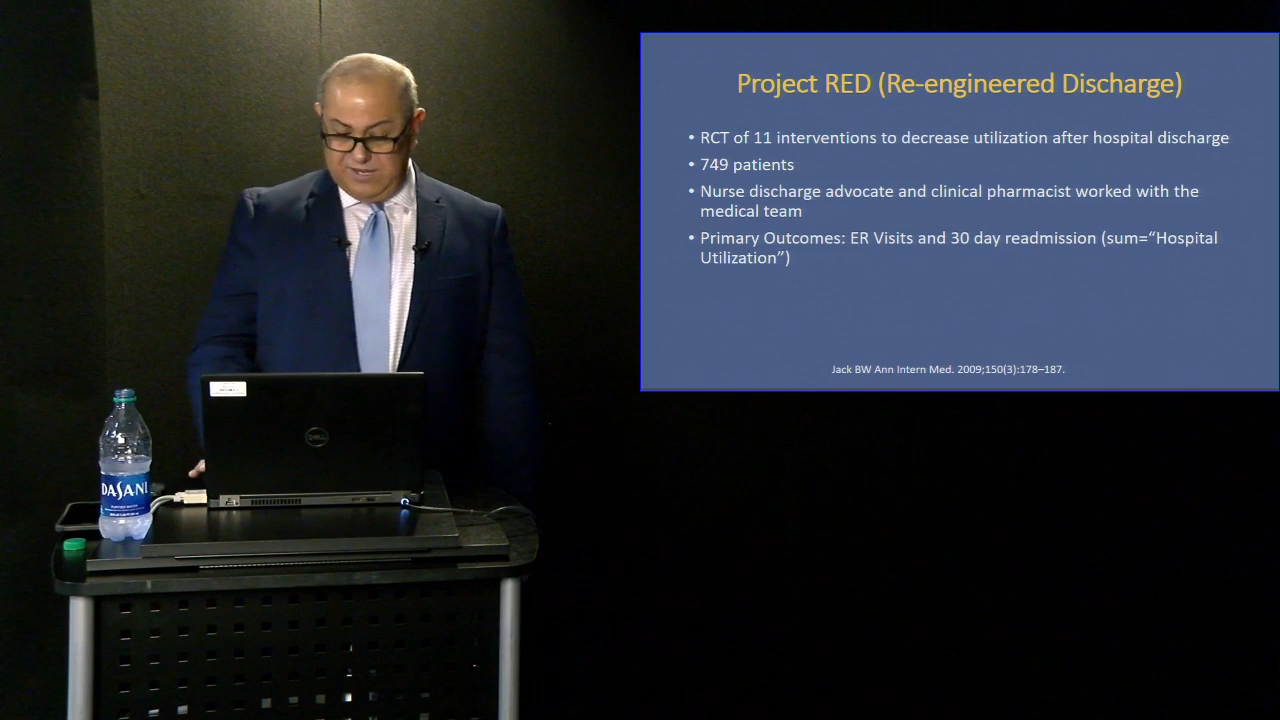 Project RED (Re-engineered Discharge)
• RCT of 11 interventions to decrease utilization after hospital discharge
• 749 patients
• Nurse discharge advocate and clinical pharmacist worked with the
medical team
• Primary Outcomes: ER Visits and 30 day readmission (sum=“Hospital
Utilization”)
Jack BW Ann Intern Med. 2009;150(3):178–187.
DELL
DASANI